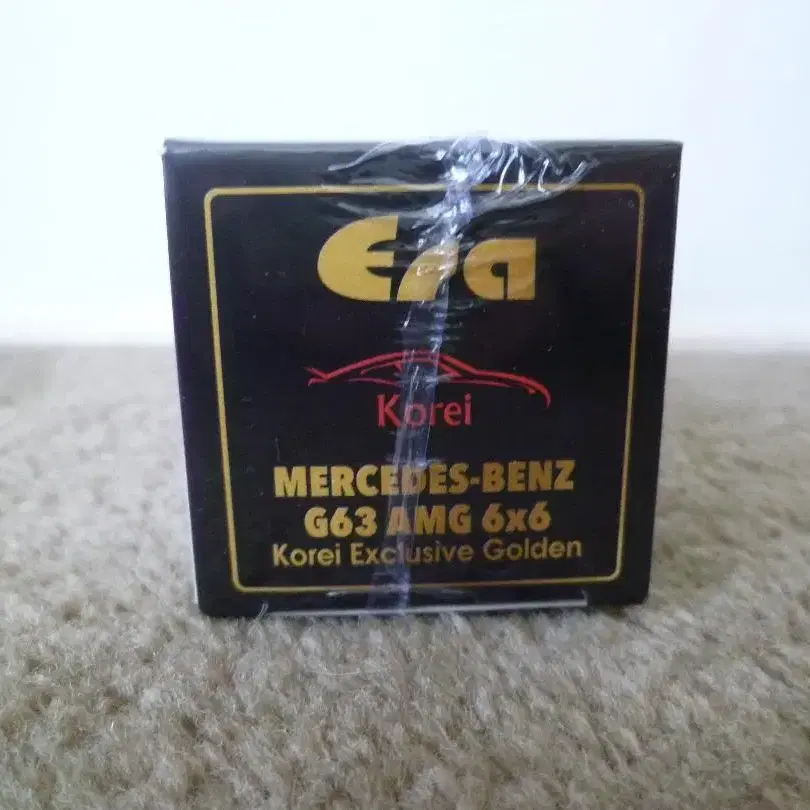 Era
Korei
MERCEDES-BENZ
G63 AMG 6x6
Korei Exclusive Golden